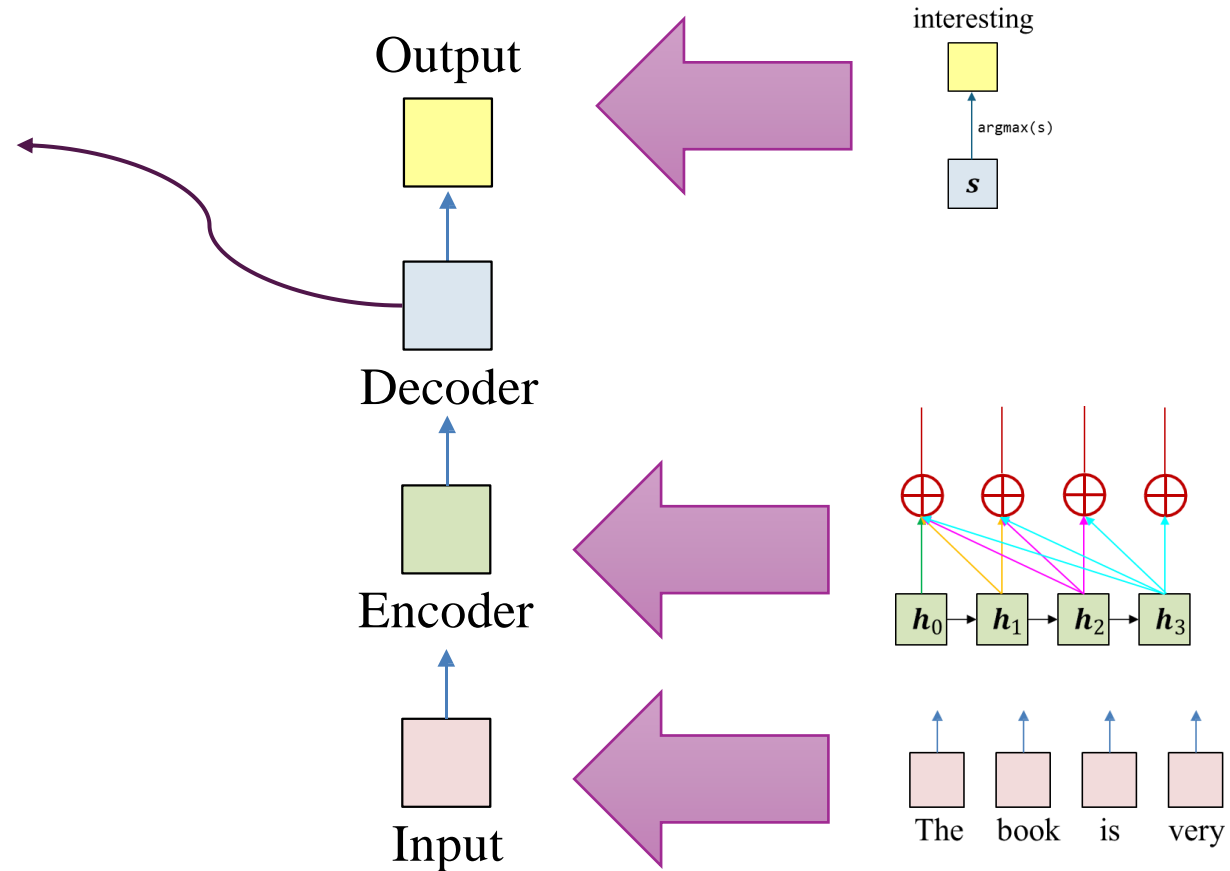 Output
interesting
argmax(s)
s
Decoder
Encoder
h0 h1 h2 h3
Input
The book is very